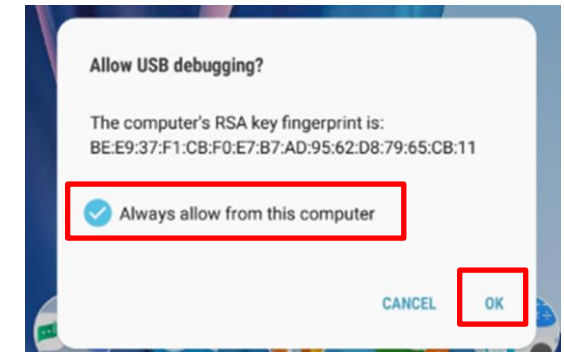 Allow USB debugging?
The computer's RSA key fingerprint is:
BE:E9:37:F1:CB:F0:E7:B7:AD:95:62:D8:79:65:CB:11
Always allow from this computer
CANCEL OK